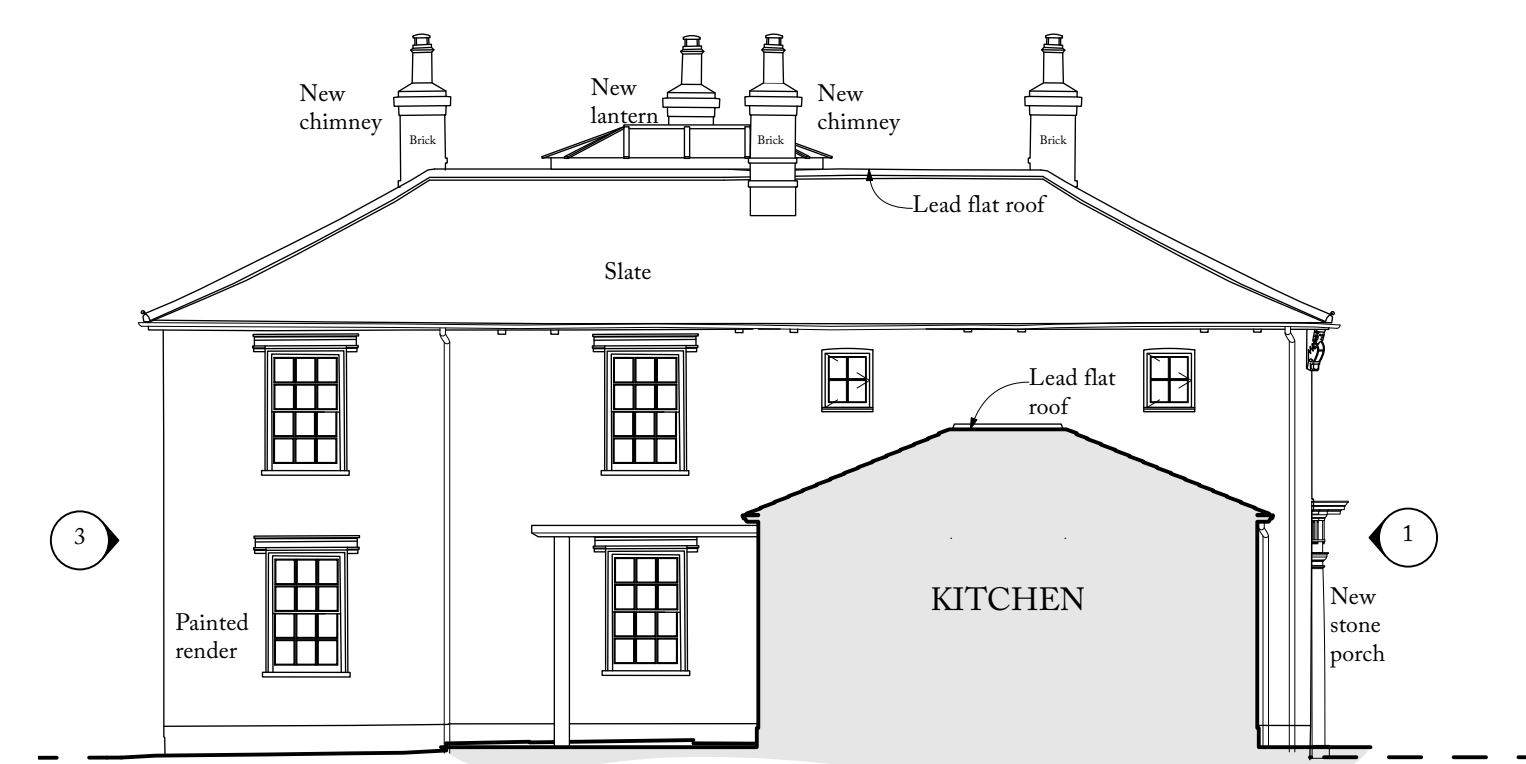 New
chimney
New
lantern
New
chimney
Brick
Brick
Brick
Lead flat roof
Slate
Lead flat
roof
3
1
KITCHEN
Painted
render
New
stone
porch